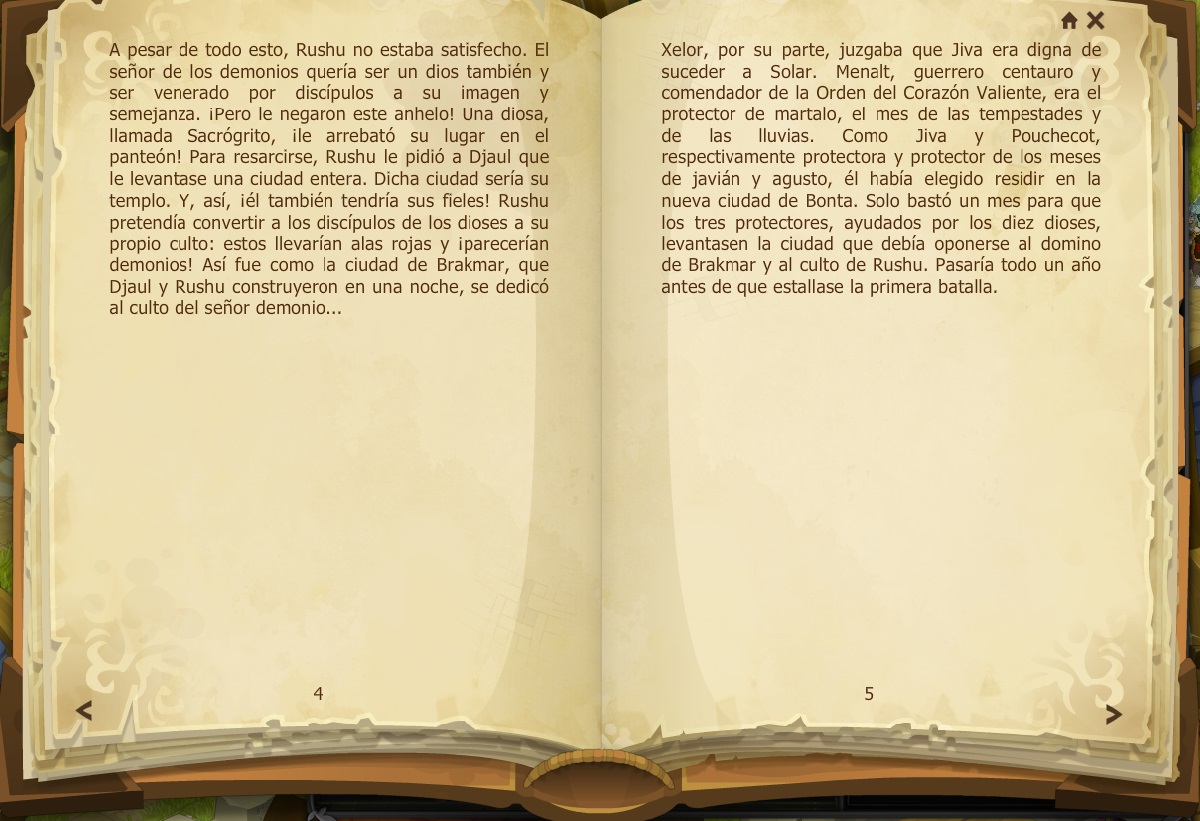 A pesar de todo esto, Rushu no estaba satisfecho. El
señor de los demonios quería ser un dios también y
ser venerado por discípulos a su imagen y
semejanza. ¡Pero le negaron este anhelo! Una diosa,
llamada Sacrógrito, ¡le arrebató su lugar en el
panteón! Para resarcirse, Rushu le pidió a Djaul que
le levantase una ciudad entera. Dicha ciudad sería su
templo. Y, así, ¡él también tendría sus fieles! Rushu
pretendía convertir a los discípulos de los dioses a su
propio culto: estos llevarían alas rojas y ¡parecerían
demonios! Así fue como la ciudad de Brakmar, que
Djaul y Rushu construyeron en una noche, se dedicó
al culto del señor demonio...
4
Xelor, por su parte, juzgaba que Jiva era digna de
suceder a Solar. Menalt, guerrero centauro y
comendador de la Orden del Corazón Valiente, era el
protector de martalo, el mes de las tempestades y
de las lluvias. Como Jiva y Pouchecot,
respectivamente protectora y protector de los meses
de javián y agusto, él había elegido residir en la
nueva ciudad de Bonta. Solo bastó un mes para que
los tres protectores, ayudados por los diez dioses,
levantasen la ciudad que debía oponerse al domino
de Brakmar y al culto de Rushu. Pasaría todo un año
antes de que estallase la primera batalla.
5